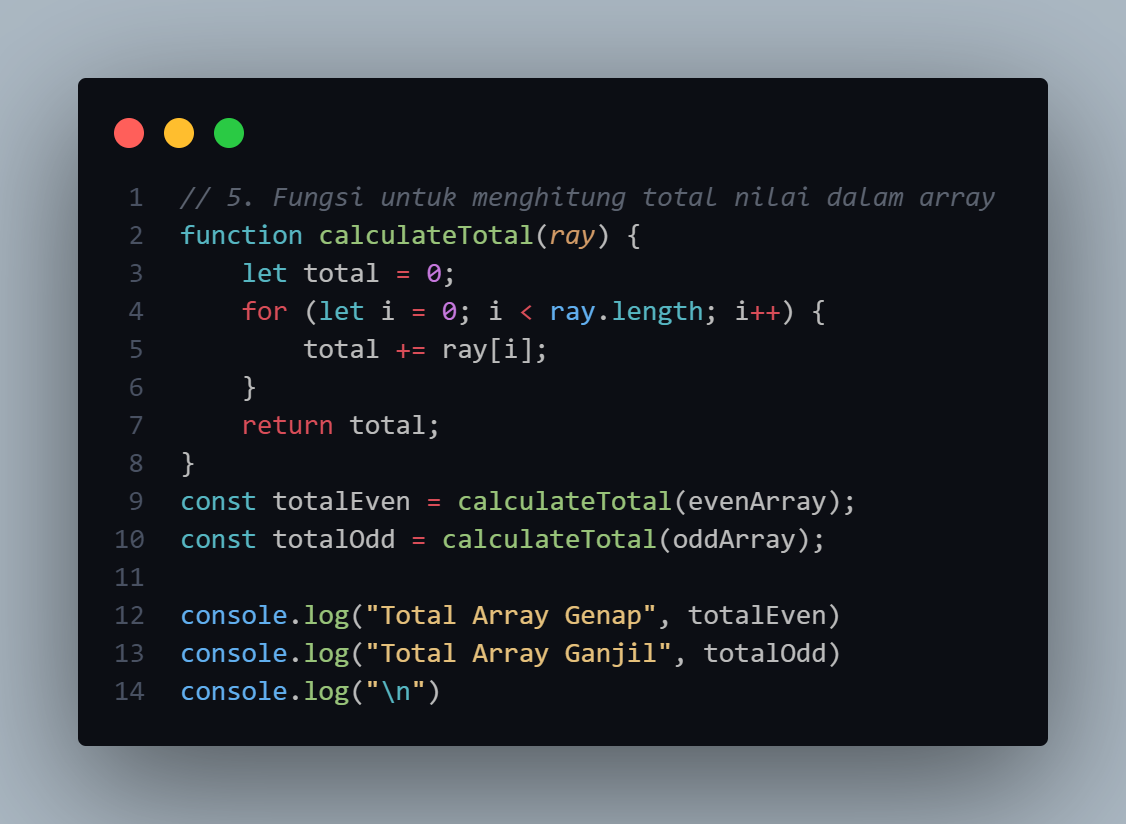 1 // 5. Fungsi untuk menghitung total nilai dalam array
2 function calculateTotal(ray) {
3     let total = 0;
4     for (let i = 0; i < ray.length; i++) {
5         total += ray[i];
6     }
7     return total;
8 }
9 const totalEven = calculateTotal(evenArray);
10 const totalOdd = calculateTotal(oddArray);
11
12 console.log("Total Array Genap", totalEven)
13 console.log("Total Array Ganjil", totalOdd)
14 console.log("\n")